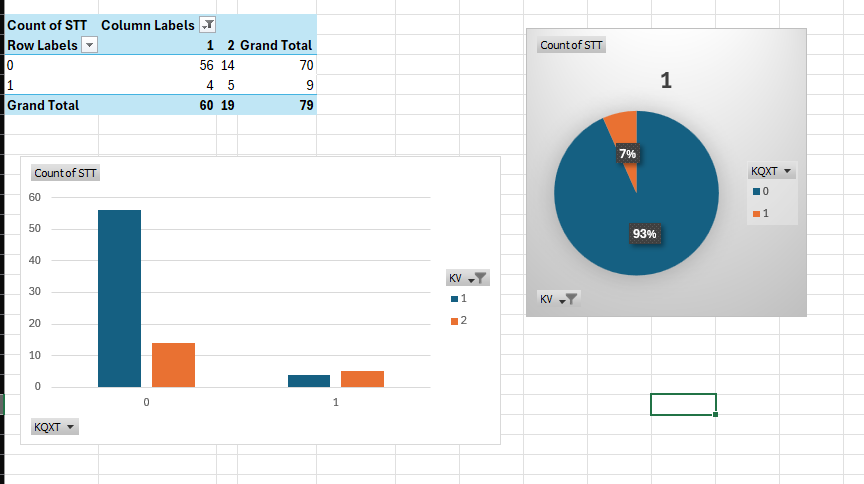 Count of STT Column Labels
Row Labels 1 2 Grand Total
0 56 14 70
1 4 5 9
Grand Total 60 19 79
Count of STT
1
7%
93%
KQXT
0
1
KV
Count of STT
60
50
40
30
20
10
0
0 1
KV
1
2
KQXT